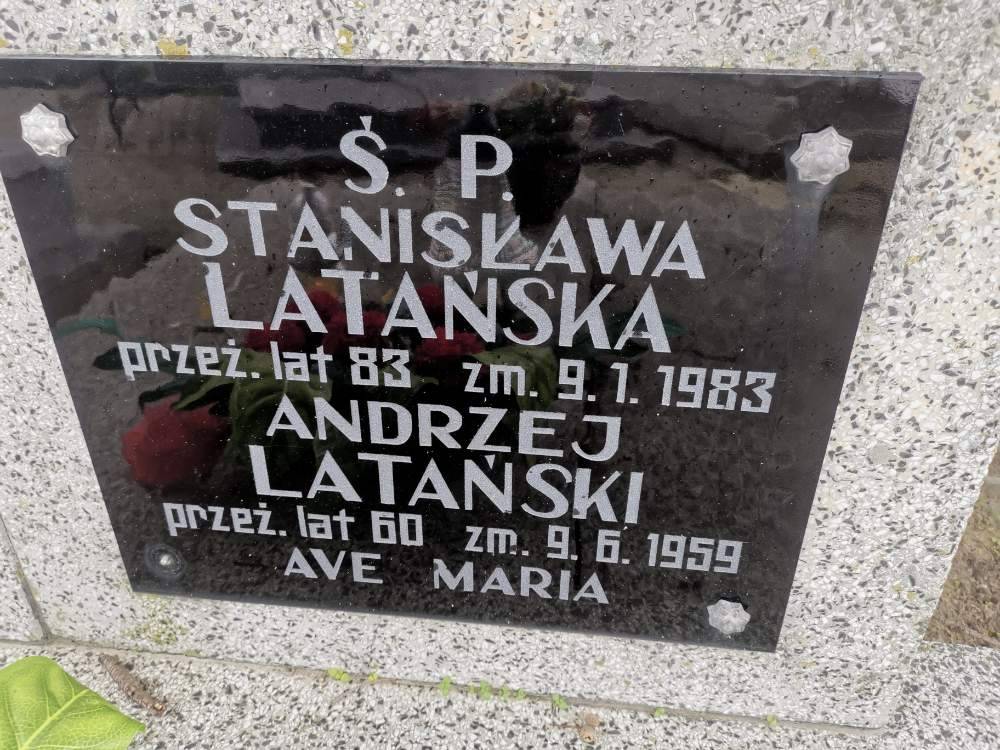 Ś. P.
STANISŁAWA
LATAŃSKA
przeż. lat 83 zm. 9. 1. 1983
ANDRZEJ
LATAŃSKI
przeż. lat 60 zm. 9. 6. 1959
AVE MARIA